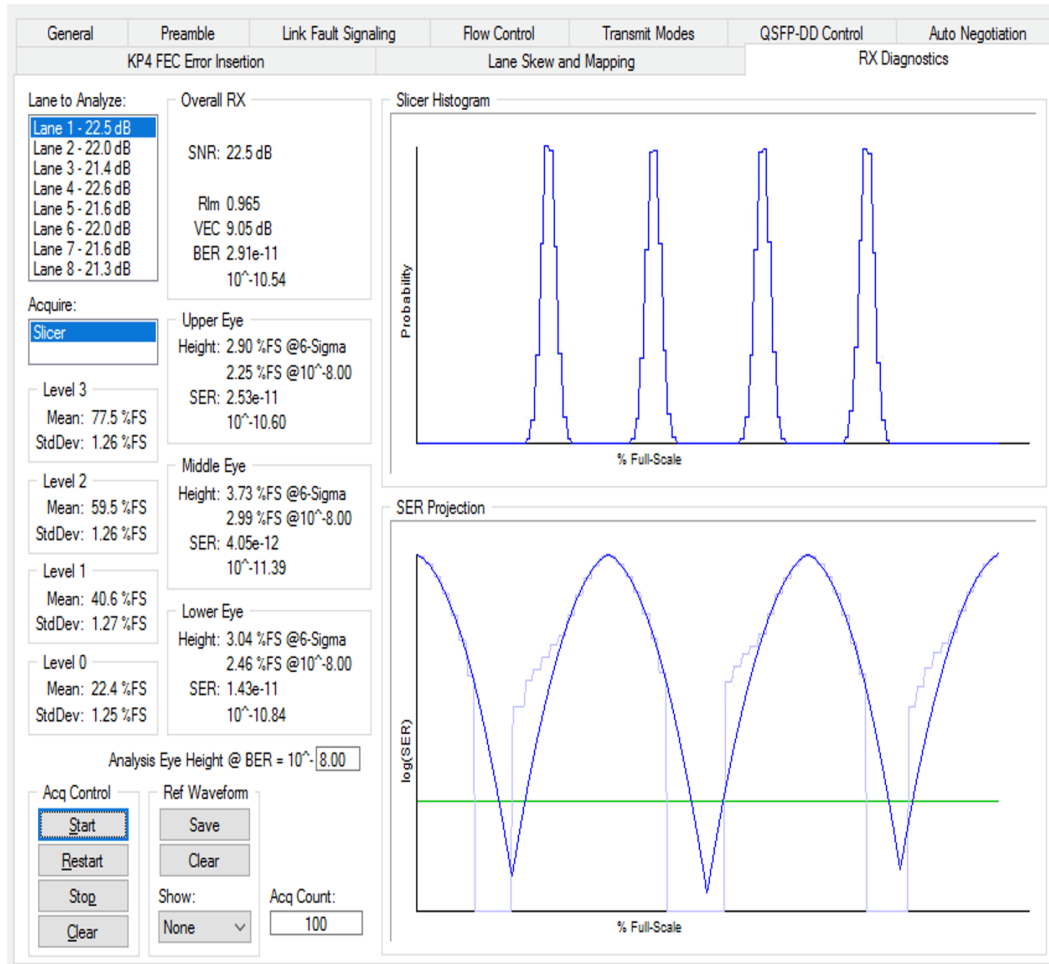 General
Preamble
Link Fault Signaling
Flow Control
Transmit Modes
QSFP-DD Control
Auto Negotiation
KP4 FEC Error Insertion
Lane Skew and Mapping
RX Diagnostics
Lane to Analyze:
Lane 1 - 22.5 dB
Lane 2 - 22.0 dB
Lane 3 - 21.4 dB
Lane 4 - 22.6 dB
Lane 5 - 21.6 dB
Lane 6 - 22.0 dB
Lane 7 - 21.6 dB
Lane 8 - 21.3 dB
Acquire:
Slicer
Level 3
Mean: 77.5 %FS
StdDev: 1.26 %FS
Level 2
Mean: 59.5 %FS
StdDev: 1.26 %FS
Level 1
Mean: 40.6 %FS
StdDev: 1.27 %FS
Level 0
Mean: 22.4 %FS
StdDev: 1.25 %FS
Overall RX
SNR: 22.5 dB
Rlm 0.965
VEC 9.05 dB
BER 2.91e-11
10^-10.54
Upper Eye
Height: 2.90 %FS @6-Sigma
2.25 %FS @10^-8.00
SER: 2.53e-11
10^-10.60
Middle Eye
Height: 3.73 %FS @6-Sigma
2.99 %FS @10^-8.00
SER: 4.05e-12
10^-11.39
Lower Eye
Height: 3.04 %FS @6-Sigma
2.46 %FS @10^-8.00
SER: 1.43e-11
10^-10.84
Analysis Eye Height @ BER = 10^- 8.00
Acq Control
Start
Restart
Stop
Clear
Ref Waveform
Save
Clear
Show:
None
Acq Count:
100
Slicer Histogram
Probability
% Full-Scale
SER Projection
log(SER)
% Full-Scale